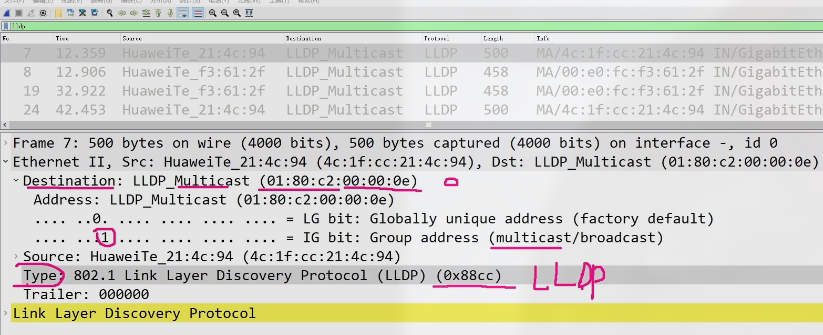 lldp
No Time Source Destination Protocol Length Info
7 12.359 HuaweiTe_21:4c:94 LLDP_Multicast LLDP 500 MA/4c:1f:cc:21:4c:94 IN/GigabitEth
8 12.906 HuaweiTe_f3:61:2f LLDP_Multicast LLDP 458 MA/00:e0:fc:f3:61:2f IN/GigabitEth
19 32.922 HuaweiTe_f3:61:2f LLDP_Multicast LLDP 458 MA/00:e0:fc:f3:61:2f IN/GigabitEth
24 42.453 HuaweiTe_21:4c:94 LLDP_Multicast LLDP 500 MA/4c:1f:cc:21:4c:94 IN/GigabitEth
Frame 7: 500 bytes on wire (4000 bits), 500 bytes captured (4000 bits) on interface -, id 0
Ethernet II, Src: HuaweiTe_21:4c:94 (4c:1f:cc:21:4c:94), Dst: LLDP_Multicast (01:80:c2:00:00:0e)
Destination: LLDP_Multicast (01:80:c2:00:00:0e)
Address: LLDP_Multicast (01:80:c2:00:00:0e)
.... ..0. .... .... .... .... = LG bit: Globally unique address (factory default)
.... ...1 .... .... .... .... = IG bit: Group address (multicast/broadcast)
Source: HuaweiTe_21:4c:94 (4c:1f:cc:21:4c:94)
Type: 802.1 Link Layer Discovery Protocol (LLDP) (0x88cc) LLDP
Trailer: 000000
Link Layer Discovery Protocol